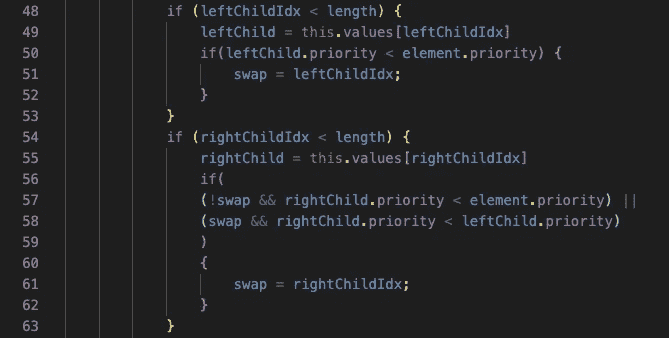 48 if (leftChildIdx < length) {
49 leftChild = this.values[leftChildIdx]
50 if(leftChild.priority < element.priority) {
51 swap = leftChildIdx;
52 }
53 }
54 if (rightChildIdx < length) {
55 rightChild = this.values[rightChildIdx]
56 if(
57 (!swap && rightChild.priority < element.priority) ||
58 (swap && rightChild.priority < leftChild.priority)
59 )
60 {
61 swap = rightChildIdx;
62 }
63 }